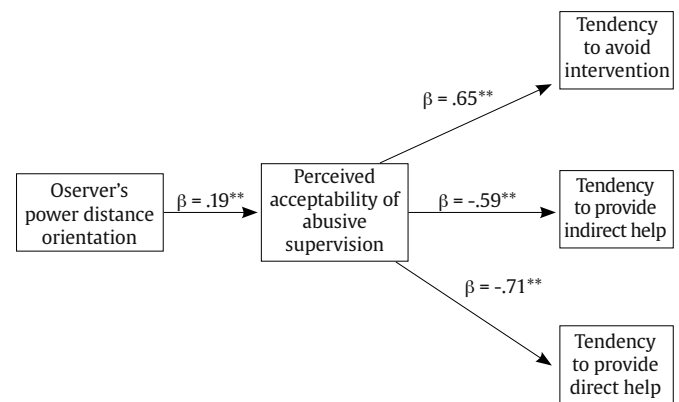 Tendency
to avoid
intervention
β = .65**
Oserver's
power distance
orientation
β = .19**
Perceived
acceptability of
abusive
supervision
β = -.59**
Tendency
to provide
indirect help
β = -.71**
Tendency
to provide
direct help